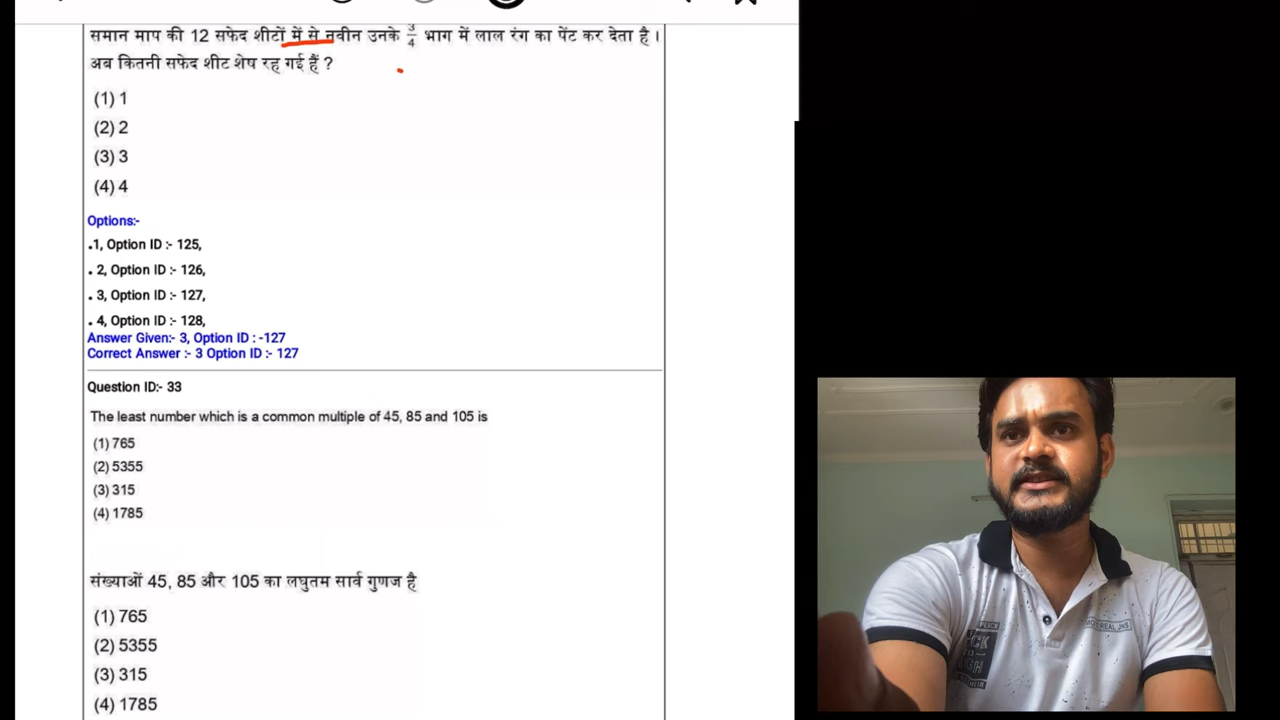 समान माप की 12 सफेद शीटों में से नवीन उनके 3/4 भाग में लाल रंग का पेंट कर देता है।
अब कितनी सफेद शीट शेष रह गई हैं ?
(1) 1
(2) 2
(3) 3
(4) 4
Options:-
.1, Option ID :- 125,
. 2, Option ID :- 126,
. 3, Option ID :- 127,
. 4, Option ID :- 128,
Answer Given:- 3, Option ID : -127
Correct Answer :- 3 Option ID :- 127
Question ID:- 33
The least number which is a common multiple of 45, 85 and 105 is
(1) 765
(2) 5355
(3) 315
(4) 1785
संख्याओं 45, 85 और 105 का लघुतम सार्व गुणज है
(1) 765
(2) 5355
(3) 315
(4) 1785